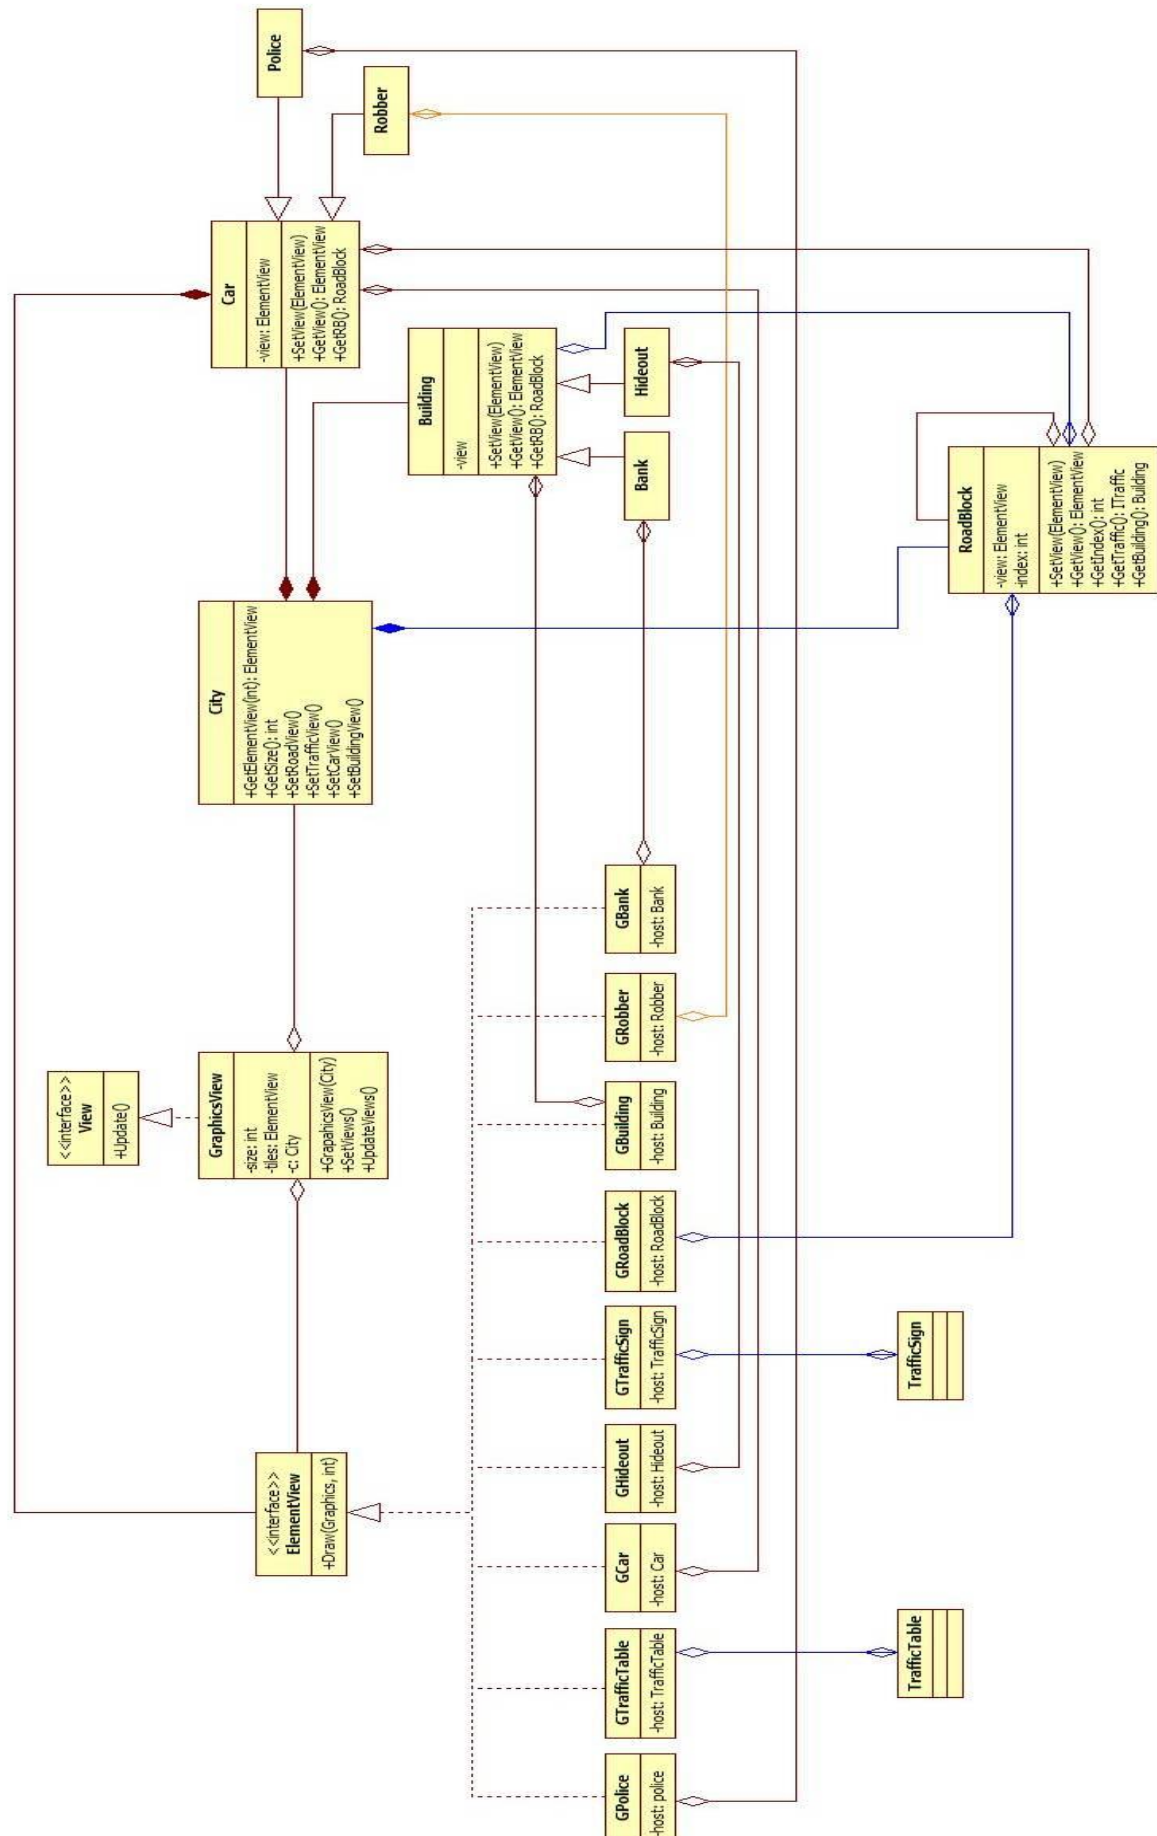 <<interface>>
View
+Update()
GraphicsView
-size: int
-tiles: ElementView
-c: City
+GrapahicsView(City)
+SetViews()
+UpdateViews()
<<interface>>
ElementView
+Draw(Graphics, int)
City
+GetElementView(int): ElementView
+GetSize(): int
+SetRoadView()
+SetTrafficView()
+SetCarView()
+SetBuildingView()
Car
-view: ElementView
+SetView(ElementView)
+GetView(): ElementView
+GetRB(): RoadBlock
Police
Robber
Building
-view
+SetView(ElementView)
+GetView(): ElementView
+GetRB(): RoadBlock
Bank
Hideout
GPolice
-host: police
GTrafficTable
-host: TrafficTable
GCar
-host: Car
GHideout
-host: Hideout
GTrafficSign
-host: TrafficSign
GRoadBlock
-host: RoadBlock
GBuilding
-host: Building
GRobber
-host: Robber
GBank
-host: Bank
TrafficTable
TrafficSign
RoadBlock
-view: ElementView
-index: int
+SetView(ElementView)
+GetView(): ElementView
+GetIndex(): int
+GetTraffic(): ITraffic
+GetBuilding(): Building